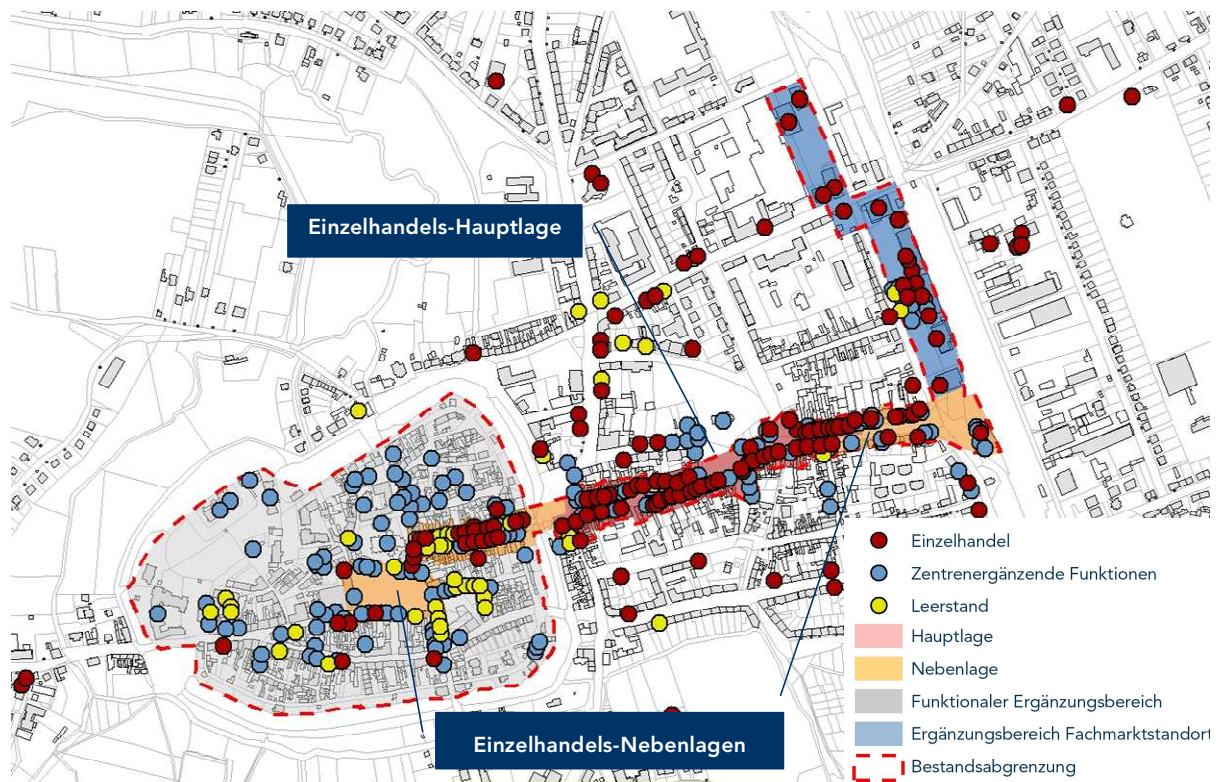 Einzelhandels-Hauptlage
Einzelhandel
Zentrenergänzende Funktionen
Leerstand
Hauptlage
Nebenlage
Funktionaler Ergänzungsbereich
Ergänzungsbereich Fachmarktstandort
Bestandsabgrenzung
Einzelhandels-Nebenlagen